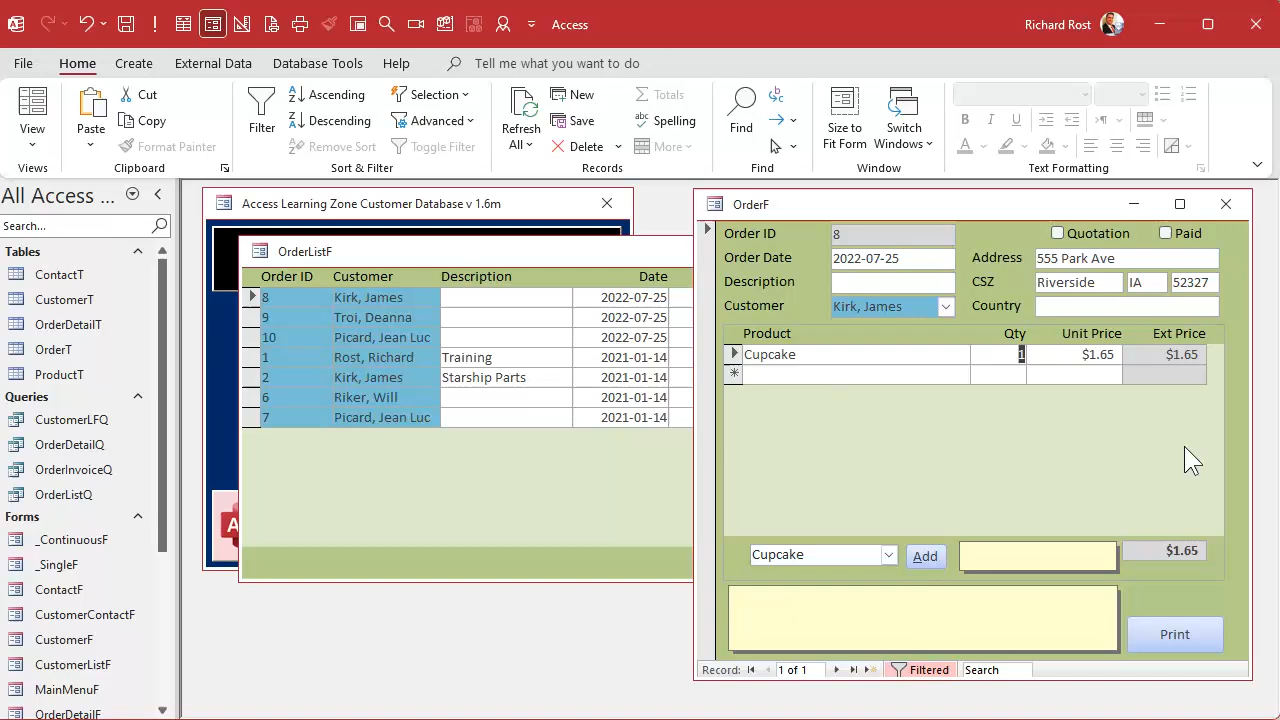 Access
Richard Rost
File Home Create External Data Database Tools Help Tell me what you want to do
View
Views
Paste
Cut
Copy
Format Painter
Clipboard
Filter
Ascending
Descending
Remove Sort
Selection
Advanced
Toggle Filter
Sort & Filter
Refresh
All
New
Save
Delete
Totals
Spelling
More
Records
Find
Find
Size to
Fit Form
Switch
Windows
Window
B I U
A
Text Formatting
All Access ...
Search...
Tables
ContactT
CustomerT
OrderDetailT
OrderT
ProductT
Queries
CustomerLFQ
OrderDetailQ
OrderInvoiceQ
OrderListQ
Forms
_ContinuousF
_SingleF
ContactF
CustomerContactF
CustomerF
CustomerListF
MainMenuF
OrderDetailF
Access Learning Zone Customer Database v 1.6m
A
OrderListF
Order ID Customer Description Date
8 Kirk, James 2022-07-25
9 Troi, Deanna 2022-07-25
10 Picard, Jean Luc 2022-07-25
1 Rost, Richard Training 2021-01-14
2 Kirk, James Starship Parts 2021-01-14
6 Riker, Will 2021-01-14
7 Picard, Jean Luc 2021-01-14
OrderF
Order ID 8 Quotation Paid
Order Date 2022-07-25 Address 555 Park Ave
Description CSZ Riverside IA 52327
Customer Kirk, James Country
Product Qty Unit Price Ext Price
Cupcake 1 $1.65 $1.65
Cupcake Add $1.65
Print
Record: 1 of 1 Filtered Search